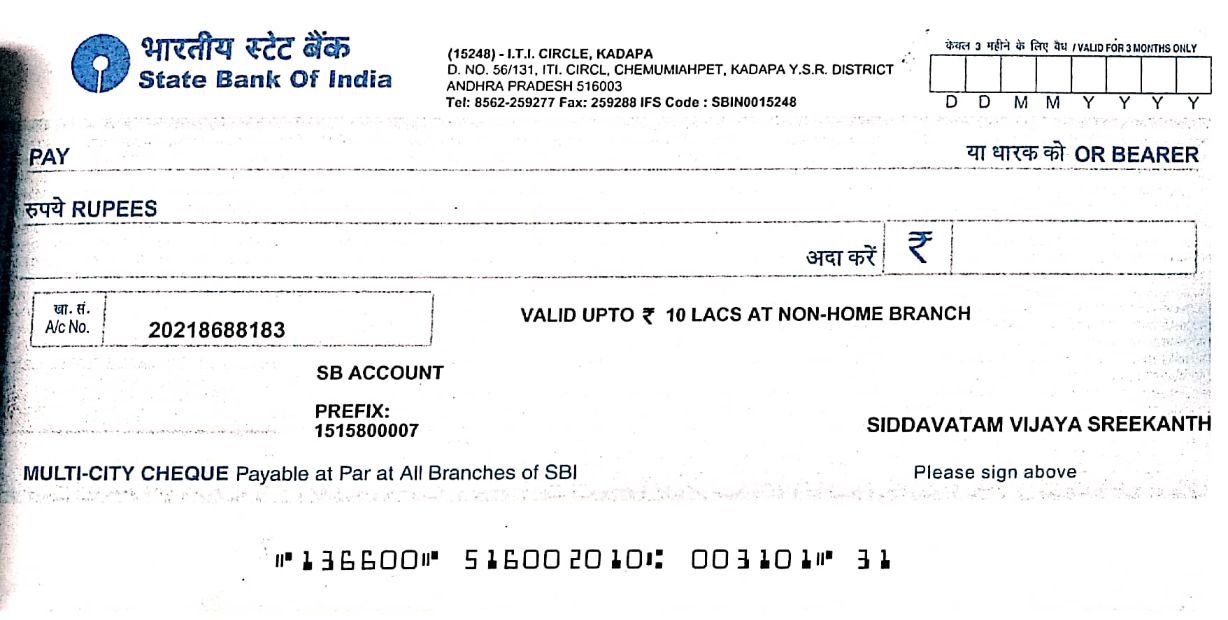 भारतीय स्टेट बैंक
State Bank Of India
(15248) - I.T.I. CIRCLE, KADAPA
D. NO. 56/131, ITI. CIRCL, CHEMUMIAHPET, KADAPA Y.S.R. DISTRICT
ANDHRA PRADESH 516003
Tel: 8562-259277 Fax: 259288 IFS Code : SBIN0015248
केवल 3 महीने के लिए वैध / VALID FOR 3 MONTHS ONLY
D D M M Y Y Y Y
PAY
या धारक को OR BEARER
रुपये RUPEES
अदा करें ₹
खा. सं.
A/c No. 20218688183
VALID UPTO ₹ 10 LACS AT NON-HOME BRANCH
SB ACCOUNT
PREFIX:
1515800007
SIDDAVATAM VIJAYA SREEKANTH
MULTI-CITY CHEQUE Payable at Par at All Branches of SBI
Please sign above
⑈136600⑈ 516002010⑆ 003101⑈ 31